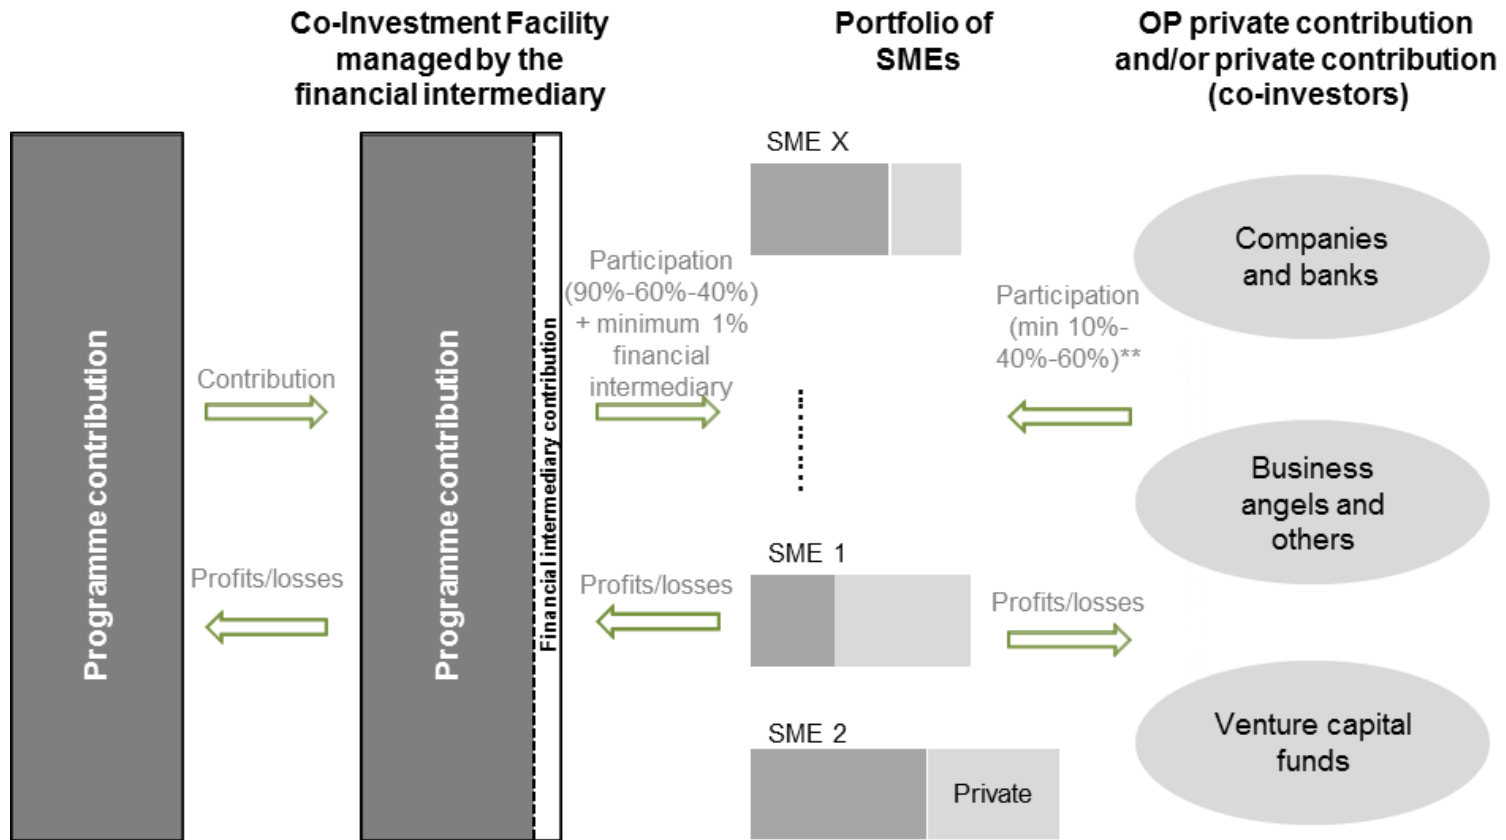 Co-Investment Facility
managed by the
financial intermediary
Portfolio of
SMEs
OP private contribution
and/or private contribution
(co-investors)
Programme contribution
Contribution
Profits/losses
Programme contribution
Financial intermediary contribution
Participation
(90%-60%-40%)
+ minimum 1%
financial
intermediary
Profits/losses
SME X
SME 1
SME 2
Private
Participation
(min 10%-
40%-60%)**
Profits/losses
Companies
and banks
Business
angels and
others
Venture capital
funds